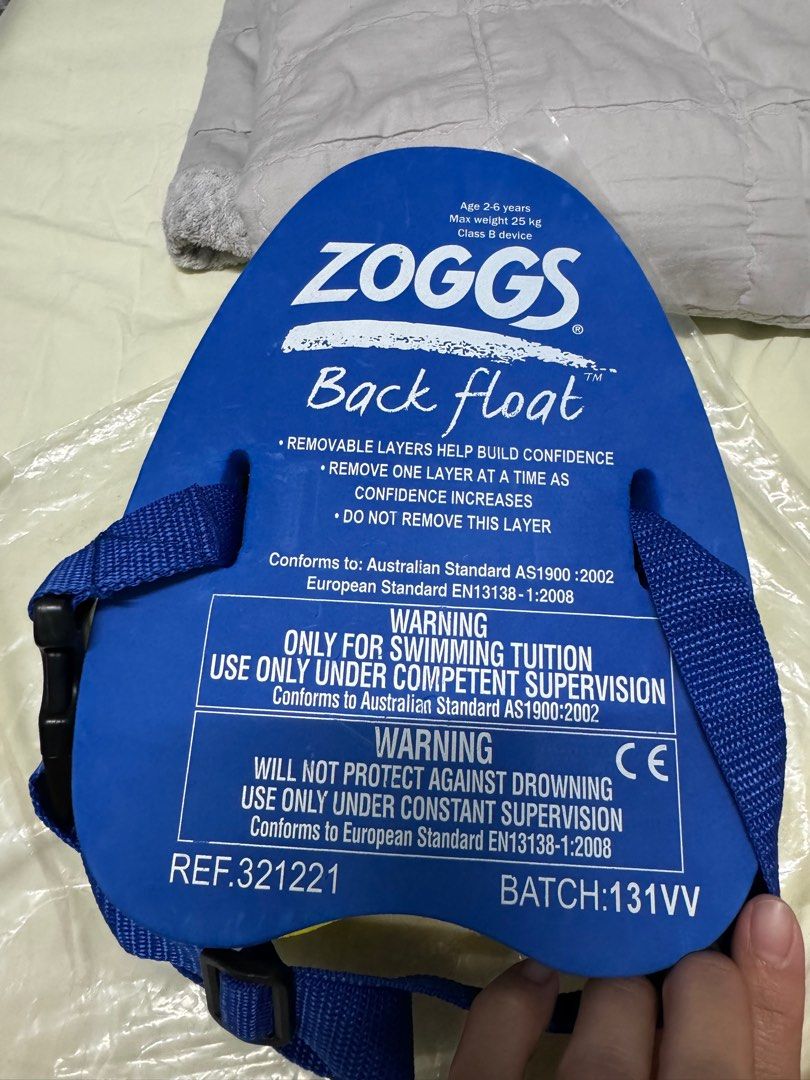 Age 2-6 years
Max weight 25 kg
Class B device
ZOGGS®
Back float™
• REMOVABLE LAYERS HELP BUILD CONFIDENCE
• REMOVE ONE LAYER AT A TIME AS
CONFIDENCE INCREASES
• DO NOT REMOVE THIS LAYER
Conforms to: Australian Standard AS1900 :2002
European Standard EN13138-1:2008
WARNING
ONLY FOR SWIMMING TUITION
USE ONLY UNDER COMPETENT SUPERVISION
Conforms to Australian Standard AS1900:2002
WARNING
CE
WILL NOT PROTECT AGAINST DROWNING
USE ONLY UNDER CONSTANT SUPERVISION
Conforms to European Standard EN13138-1:2008
REF.321221
BATCH:131VV